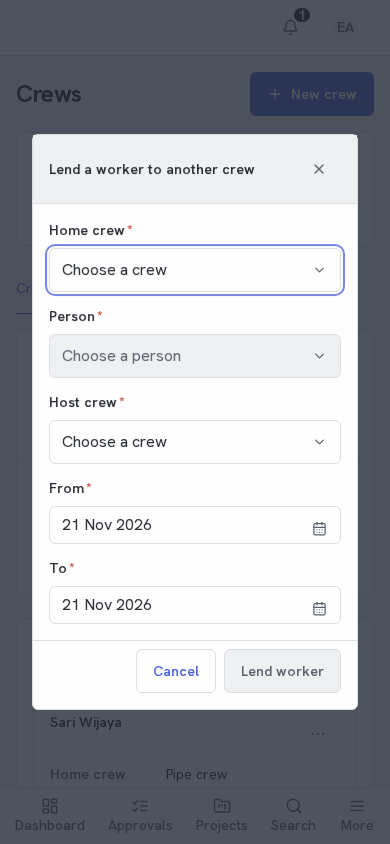 1
EA
Crews
New crew
Lend a worker to another crew
Home crew*
Choose a crew
Person*
Choose a person
Host crew*
Choose a crew
From*
21 Nov 2026
To*
21 Nov 2026
Cancel
Lend worker
Sari Wijaya
...
Home crew
Pipe crew
Dashboard
Approvals
Projects
Search
More